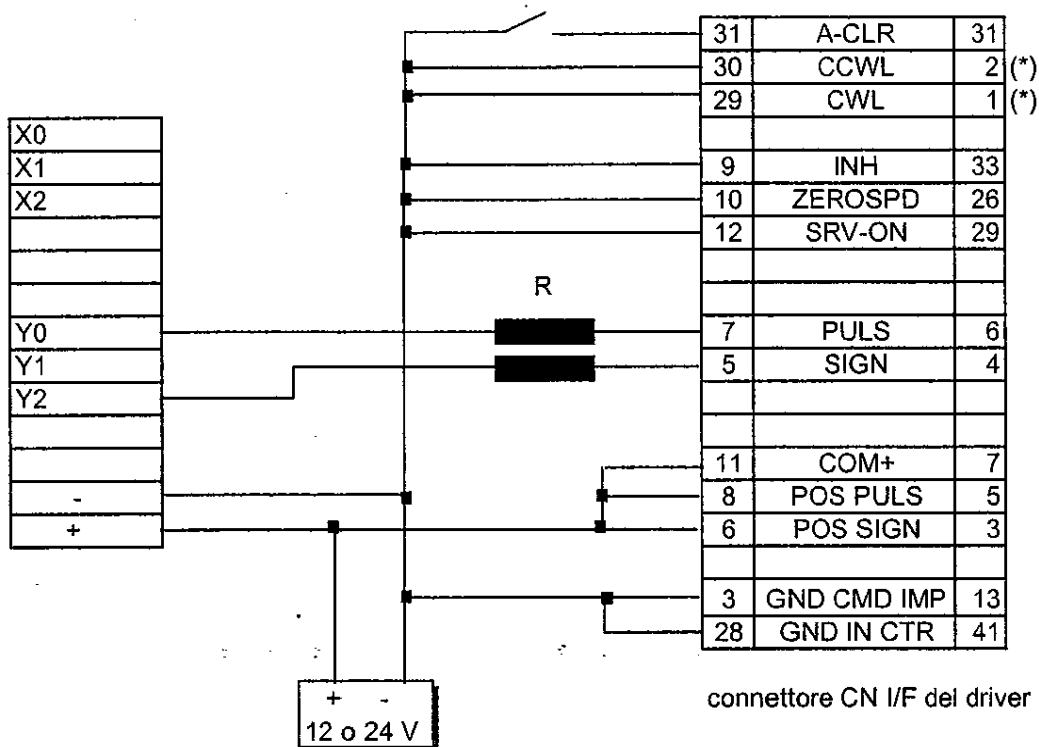 31 A-CLR 31
30 CCWL 2 (*)
29 CWL 1 (*)
9 INH 33
10 ZEROSPD 26
12 SRV-ON 29
7 PULS 6
5 SIGN 4
11 COM+ 7
8 POS PULS 5
6 POS SIGN 3
3 GND CMD IMP 13
28 GND IN CTR 41
connettore CN I/F del driver
X0
X1
X2
Y0
Y1
Y2
-
+
R
+ -
12 o 24 V